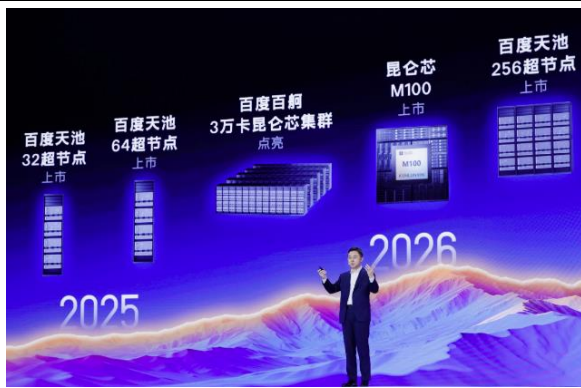 百度天池
32超节点
上市
百度天池
64超节点
上市
百度百舸
3万卡昆仑芯集群
点亮
昆仑芯
M100
上市
百度天池
256超节点
上市
M100
2025
2026